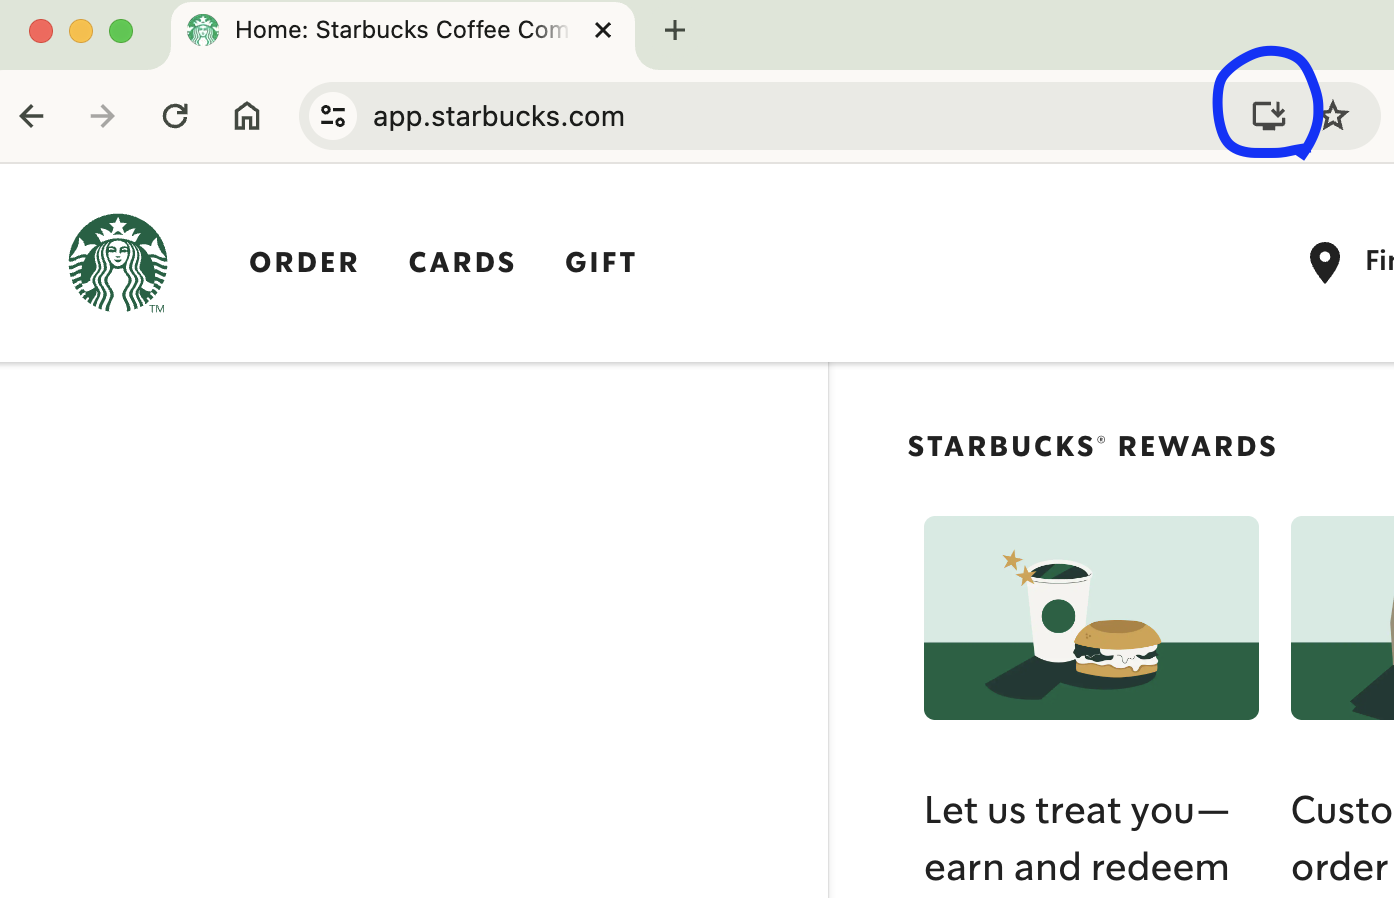 Home: Starbucks Coffee Com
app.starbucks.com
ORDER CARDS GIFT
TM
STARBUCKS® REWARDS
Let us treat you—
earn and redeem
Custo
order